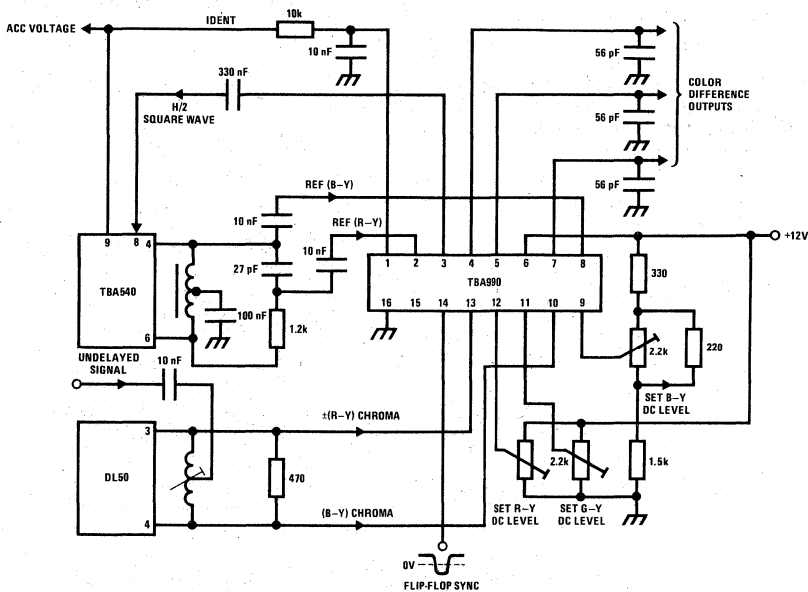 IDENT
10k
ACC VOLTAGE
10 nF
56 pF
330 nF
COLOR
DIFFERENCE
OUTPUTS
H/2
SQUARE WAVE
56 pF
REF (B–Y)
56 pF
10 nF
REF (R–Y)
+12V
9 8 4
10 nF
1 2 3 4 5 6 7 8
27 pF
TBA990
330
TBA540
16 15 14 13 12 11 10 9
100 nF
1.2k
6
2.2k
220
UNDELAYED
SIGNAL
10 nF
SET B–Y
DC LEVEL
±(R–Y) CHROMA
3
DL50
470
2.2k
1.5k
4
(B–Y) CHROMA
SET R–Y
DC LEVEL
SET G–Y
DC LEVEL
0V
FLIP-FLOP SYNC